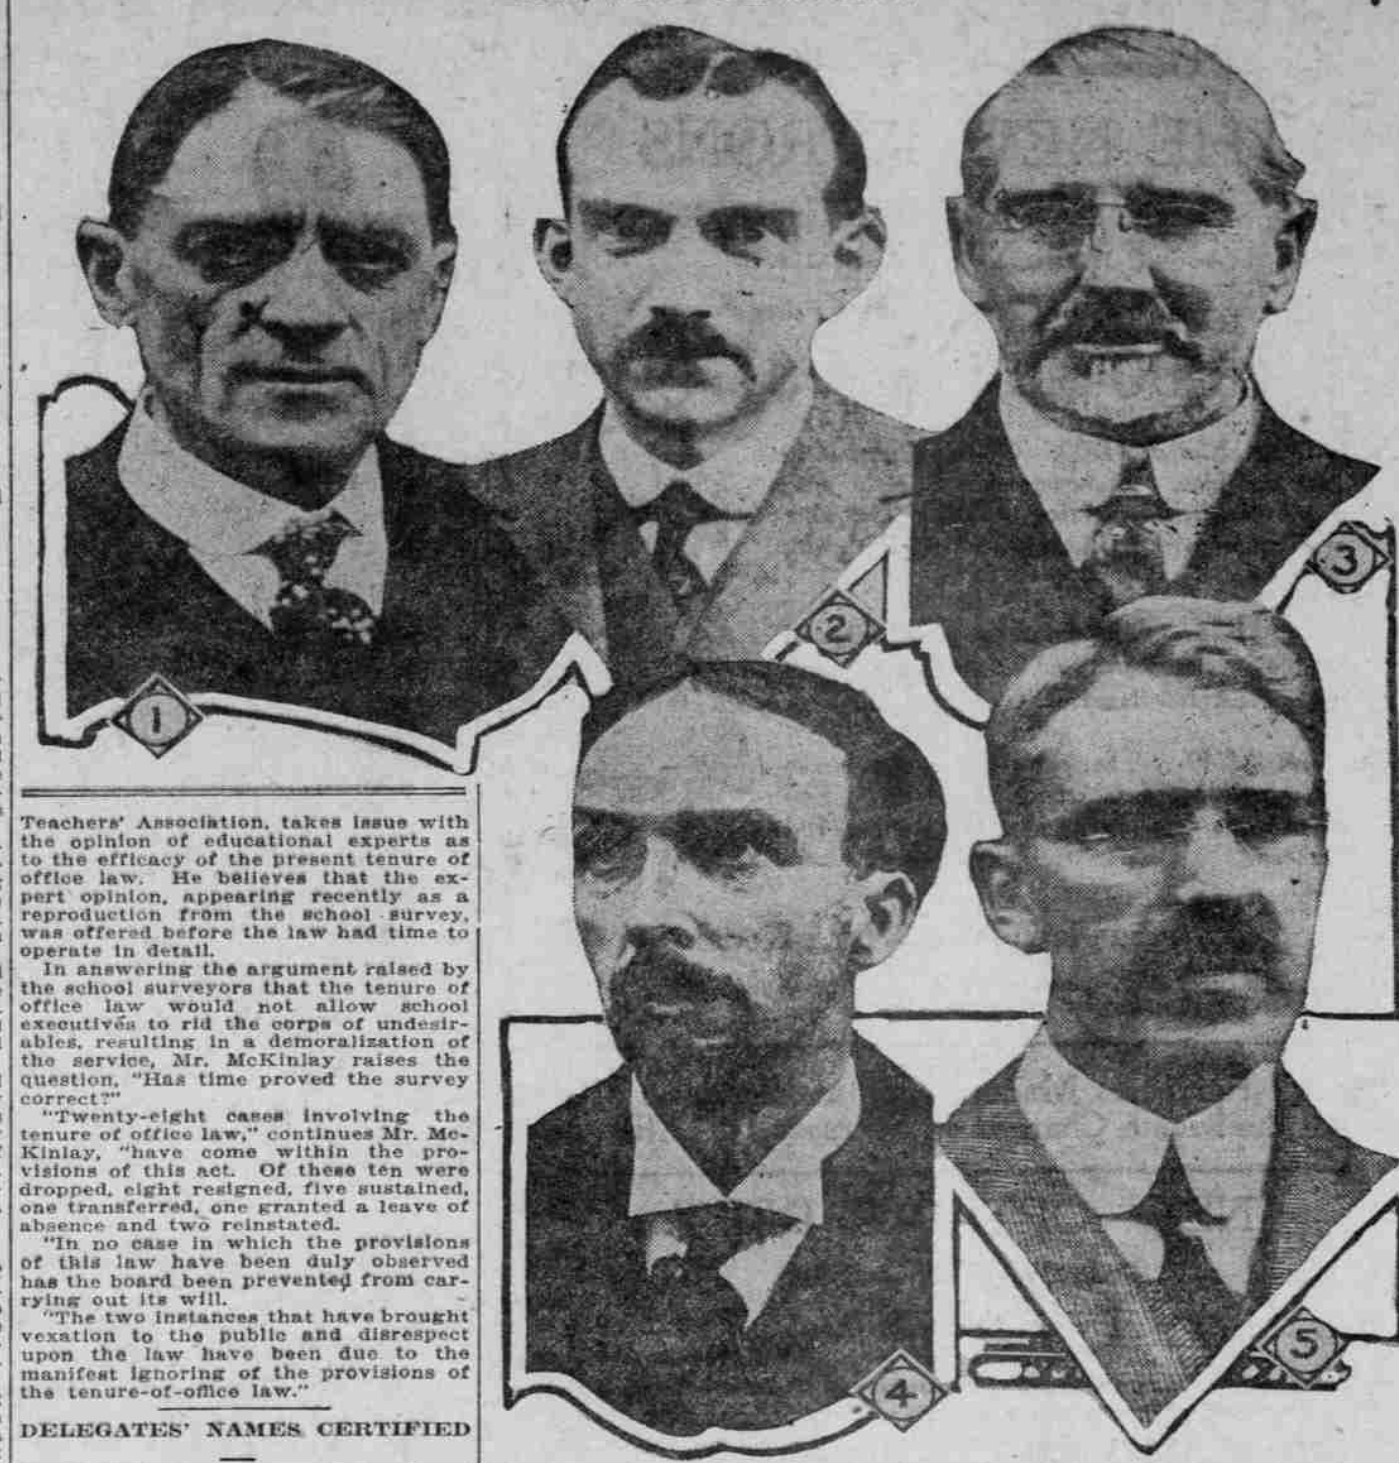 1
2
3
4
5
Teachers' Association, takes issue with
the opinion of educational experts as
to the efficacy of the present tenure of
office law. He believes that the ex-
pert opinion, appearing recently as a
reproduction from the school survey,
was offered before the law had time to
operate in detail.
In answering the argument raised by
the school surveyors that the tenure of
office law would not allow school
executives to rid the corps of undesir-
ables, resulting in a demoralization of
the service, Mr. McKinlay raises the
question, "Has time proved the survey
correct?"
"Twenty-eight cases involving the
tenure of office law," continues Mr. Mc-
Kinlay, "have come within the pro-
visions of this act. Of these ten were
dropped, eight resigned, five sustained,
one transferred, one granted a leave of
absence and two reinstated.
"In no case in which the provisions
of this law have been duly observed
has the board been prevented from car-
rying out its will.
"The two instances that have brought
vexation to the public and disrespect
upon the law have been due to the
manifest ignoring of the provisions of
the tenure-of-office law."
DELEGATES' NAMES CERTIFIED